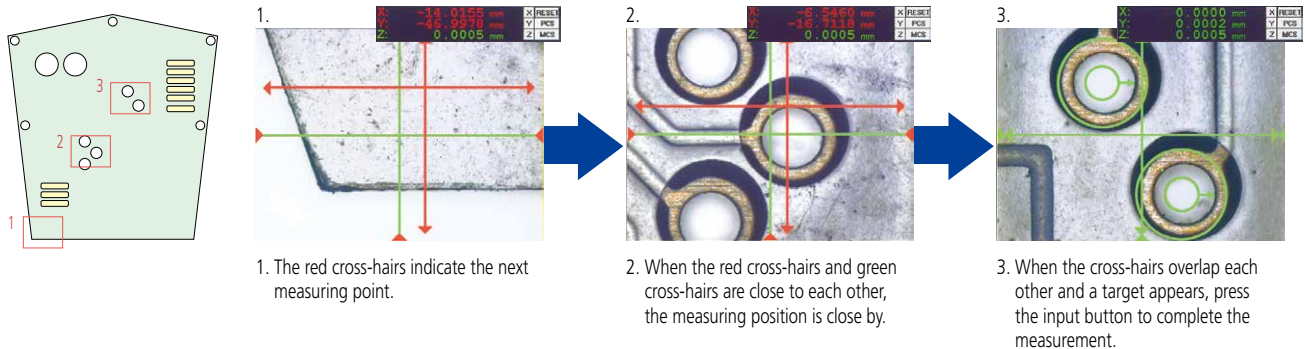 1.
X: -14.0155 mm X RESET
Y: -46.9978 mm Y PCS
Z: 0.0005 mm Z MCS
2.
X: -6.5460 mm X RESET
Y: -16.7118 mm Y PCS
Z: 0.0005 mm Z MCS
3.
X: 0.0000 mm X RESET
Y: 0.0002 mm Y PCS
Z: 0.0005 mm Z MCS
3
2
1
1. The red cross-hairs indicate the next
measuring point.
2. When the red cross-hairs and green
cross-hairs are close to each other,
the measuring position is close by.
3. When the cross-hairs overlap each
other and a target appears, press
the input button to complete the
measurement.